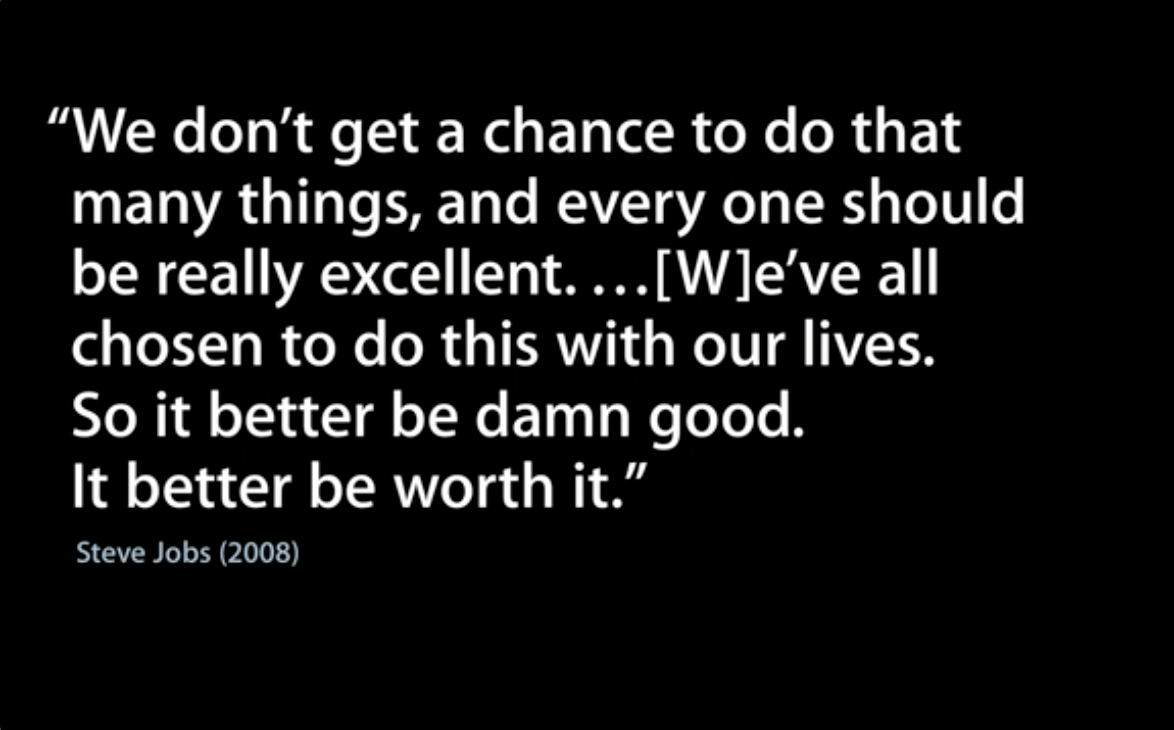 “We don’t get a chance to do that
many things, and every one should
be really excellent. …[W]e’ve all
chosen to do this with our lives.
So it better be damn good.
It better be worth it.”
Steve Jobs (2008)